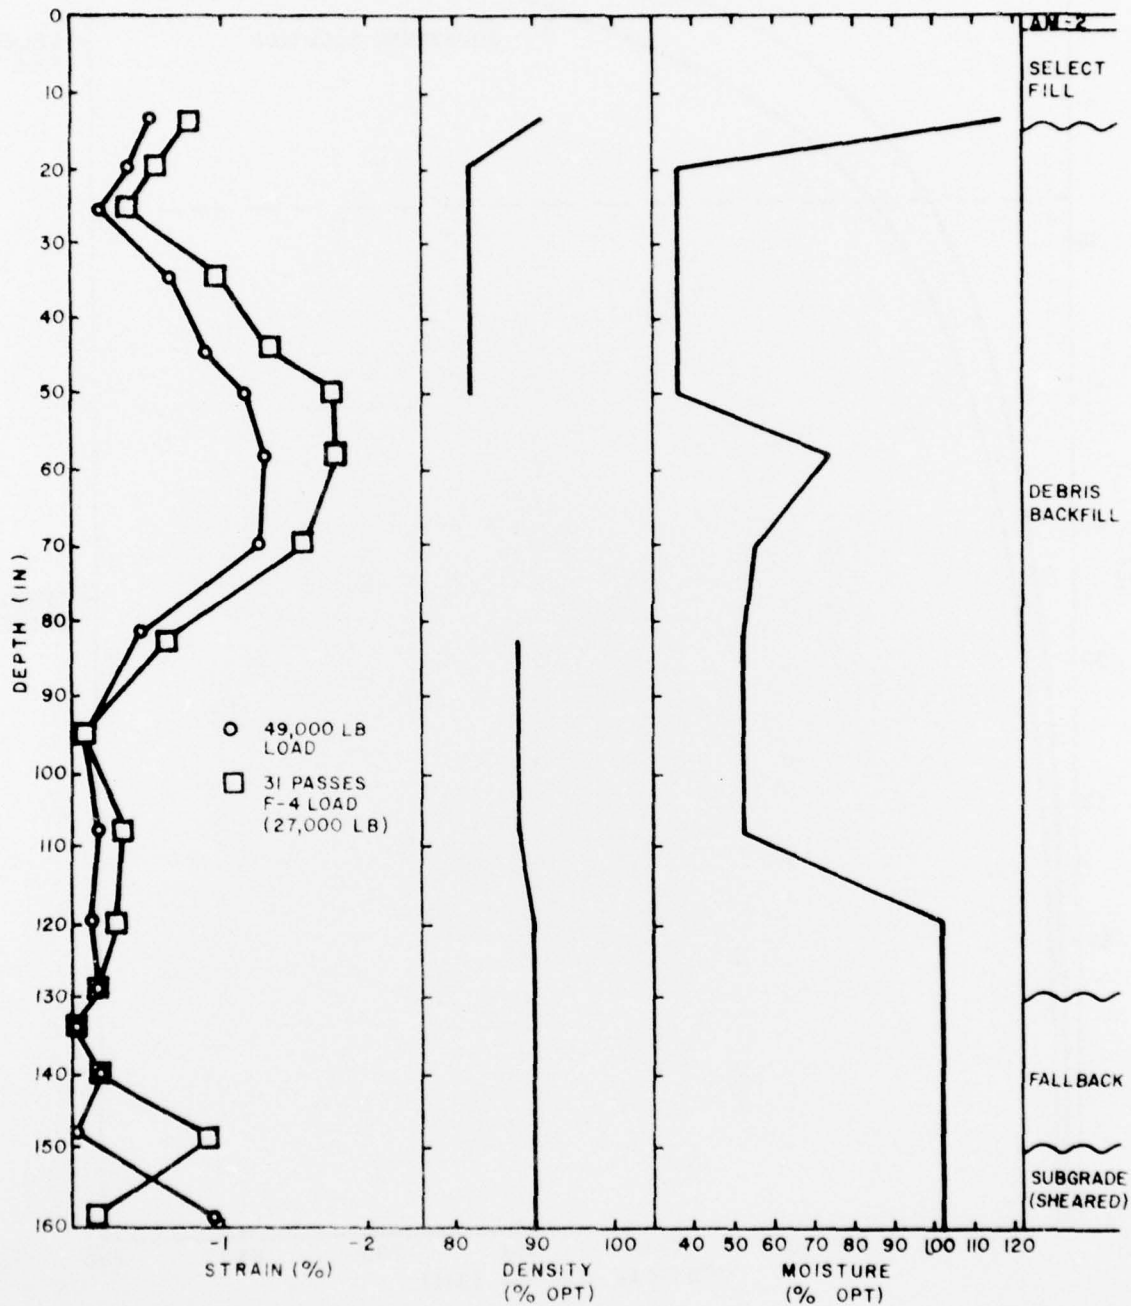 0
10
20
30
40
50
60
70
80
90
100
110
120
130
140
150
160
DEPTH (IN)
49,000 LB
LOAD
31 PASSES
F-4 LOAD
(27,000 LB)
-1 -2
STRAIN (%)
80 90 100
DENSITY
(% OPT)
40 50 60 70 80 90 100 110 120
MOISTURE
(% OPT)
AM-2
SELECT
FILL
DEBRIS
BACKFILL
FALLBACK
SUBGRADE
(SHEARED)